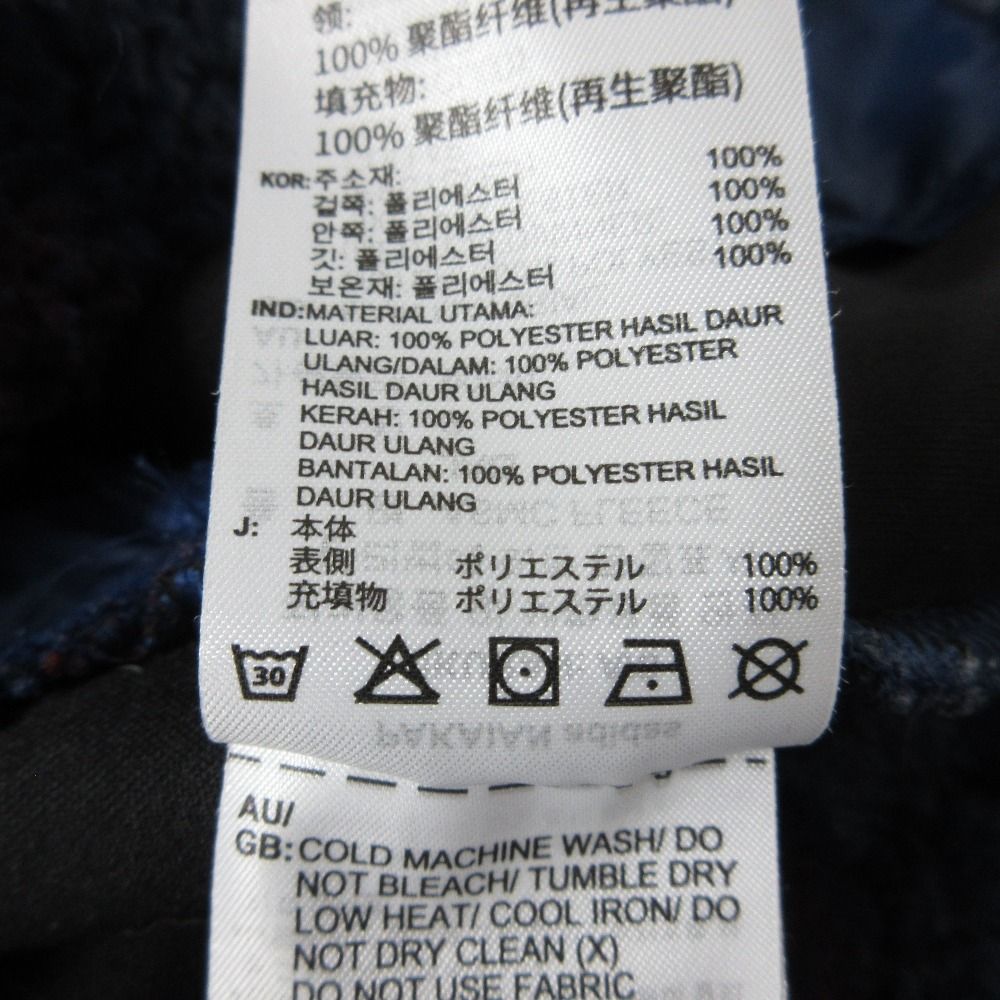 领:
100% 聚酯纤维(再生聚酯)
填充物:
100% 聚酯纤维(再生聚酯)
KOR: 주소재:
겉쪽: 폴리에스터 100%
안쪽: 폴리에스터 100%
깃: 폴리에스터 100%
보온재: 폴리에스터 100%
IND: MATERIAL UTAMA:
LUAR: 100% POLYESTER HASIL DAUR
ULANG/DALAM: 100% POLYESTER
HASIL DAUR ULANG
KERAH: 100% POLYESTER HASIL
DAUR ULANG
BANTALAN: 100% POLYESTER HASIL
DAUR ULANG
J: 本体
表側 ポリエステル 100%
充填物 ポリエステル 100%
30
PAKAIAN adidas
AU/
GB: COLD MACHINE WASH/ DO
NOT BLEACH/ TUMBLE DRY
LOW HEAT/ COOL IRON/ DO
NOT DRY CLEAN (X)
DO NOT USE FABRIC